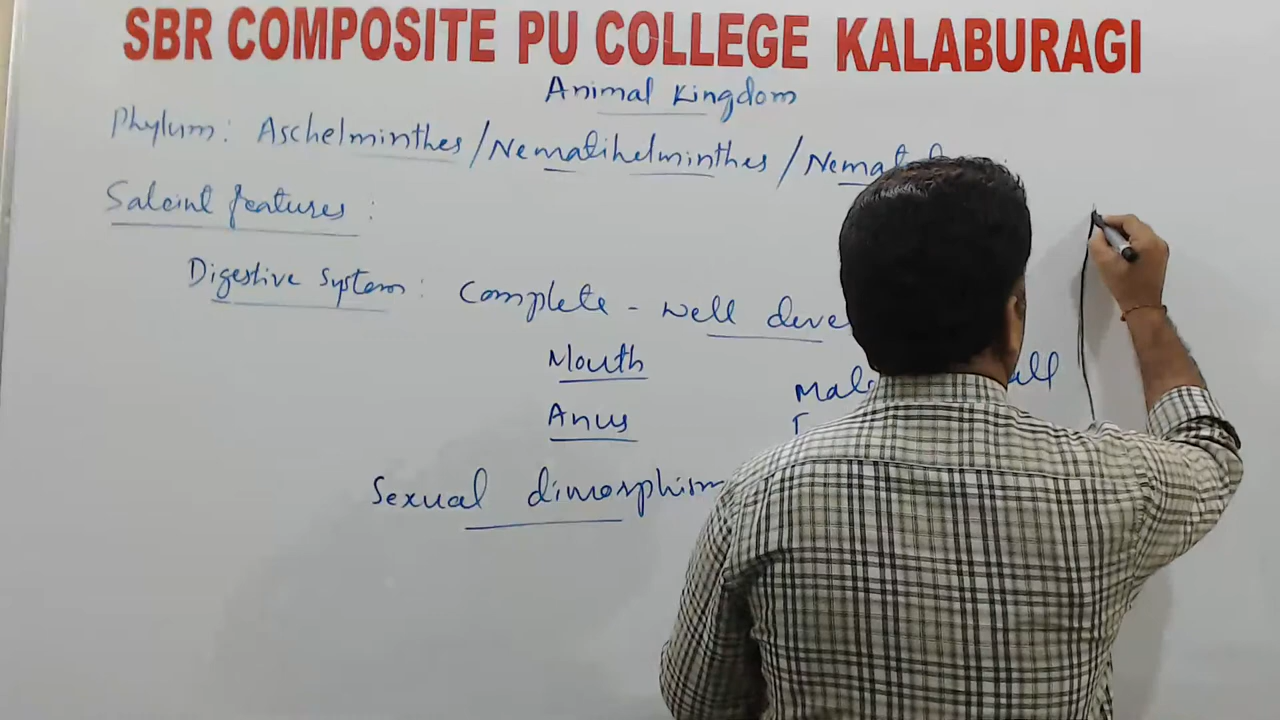 SBR COMPOSITE PU COLLEGE KALABURAGI
Animal Kingdom
Phylum: Aschelminthes / Nematihelminthes /
Saleint features :
Digestive System : Complete - well
Mouth
Anus
Sexual dimorphism